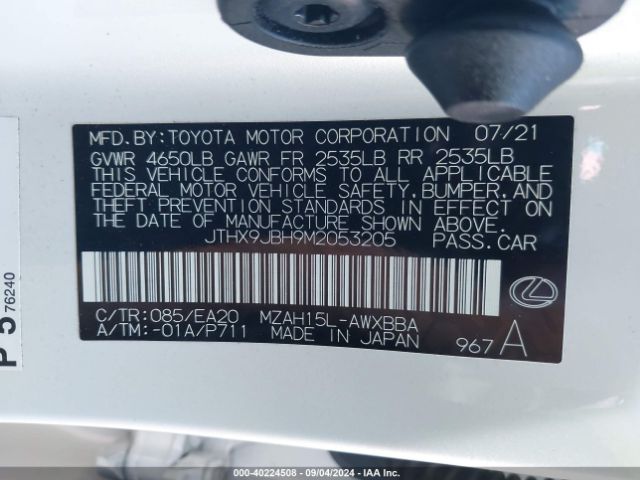 MFD.BY:TOYOTA MOTOR CORPORATION 07/21
GVWR 4650LB GAWR FR 2535LB RR 2535LB
THIS VEHICLE CONFORMS TO ALL APPLICABLE
FEDERAL MOTOR VEHICLE SAFETY,BUMPER,AND
THEFT PREVENTION STANDARDS IN EFFECT ON
THE DATE OF MANUFACTURE SHOWN ABOVE.
JTHX9JBH9M2053205 PASS.CAR
C/TR:085/EA20 MZAH15L-AWXBBA
A/TM:-01A/P711 MADE IN JAPAN
967 A
P 5 76240
000- - 40224508 - 09/04/2024 - IAA Inc.